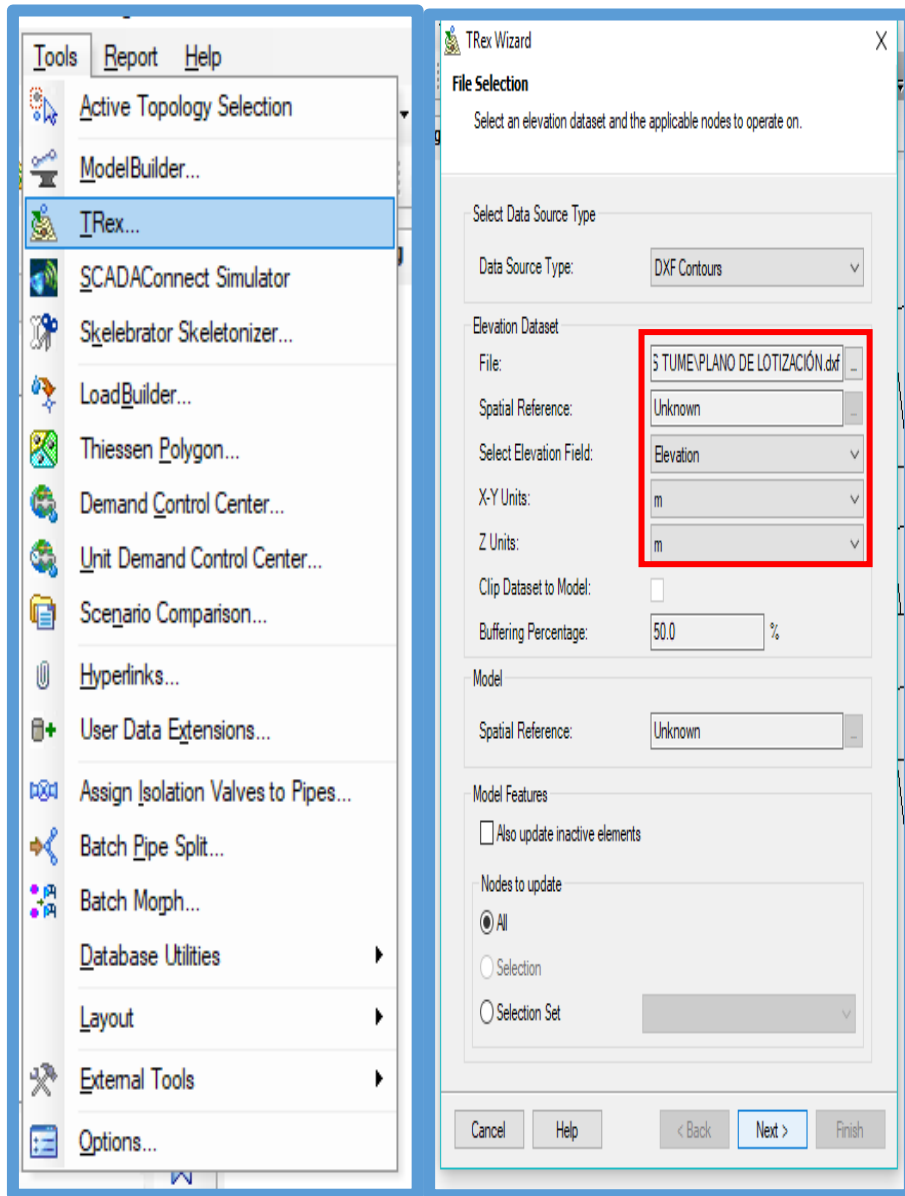 Tools Report Help
Active Topology Selection
ModelBuilder...
TRex...
SCADAConnect Simulator
Skelebrator Skeletonizer...
LoadBuilder...
Thiessen Polygon...
Demand Control Center...
Unit Demand Control Center...
Scenario Comparison...
Hyperlinks...
User Data Extensions...
Assign Isolation Valves to Pipes...
Batch Pipe Split...
Batch Morph...
Database Utilities
Layout
External Tools
Options...
TRex Wizard
File Selection
Select an elevation dataset and the applicable nodes to operate on.
Select Data Source Type
Data Source Type: DXF Contours
Elevation Dataset
File: S TUME\PLANO DE LOTIZACIÓN.dxf ...
Spatial Reference: Unknown ...
Select Elevation Field: Elevation
X-Y Units: m
Z Units: m
Clip Dataset to Model:
Buffering Percentage: 50.0 %
Model
Spatial Reference: Unknown ...
Model Features
Also update inactive elements
Nodes to update
All
Selection
Selection Set
Cancel Help < Back Next > Finish